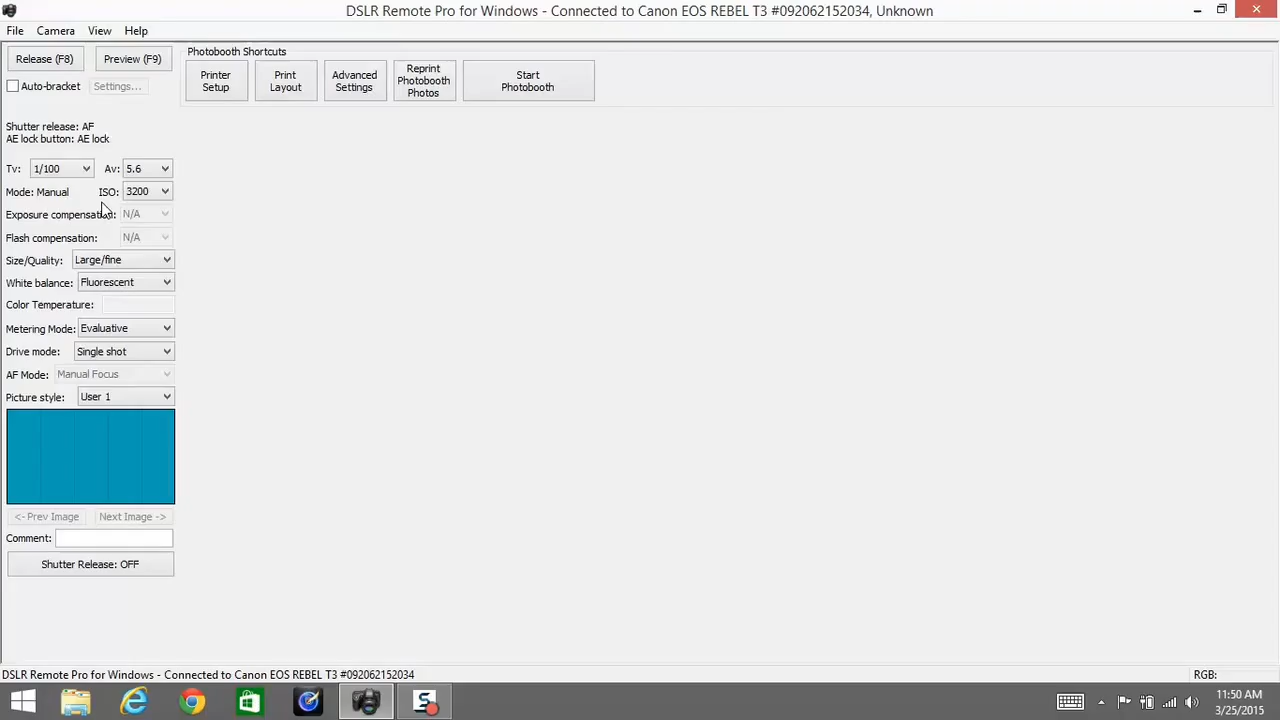 DSLR Remote Pro for Windows - Connected to Canon EOS REBEL T3 #092062152034, Unknown
File Camera View Help
Release (F8) Preview (F9)
Auto-bracket Settings...
Photobooth Shortcuts
Printer
Setup
Print
Layout
Advanced
Settings
Reprint
Photobooth
Photos
Start
Photobooth
Shutter release: AF
AE lock button: AE lock
Tv: 1/100 Av: 5.6
Mode: Manual ISO: 3200
Exposure compensation: N/A
Flash compensation: N/A
Size/Quality: Large/fine
White balance: Fluorescent
Color Temperature:
Metering Mode: Evaluative
Drive mode: Single shot
AF Mode: Manual Focus
Picture style: User 1
<- Prev Image Next Image ->
Comment:
Shutter Release: OFF
DSLR Remote Pro for Windows - Connected to Canon EOS REBEL T3 #092062152034
RGB:
11:50 AM
3/25/2015